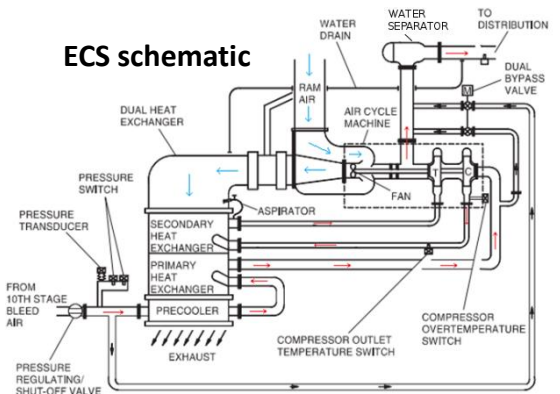 ECS schematic
WATER
DRAIN
WATER
SEPARATOR
TO
DISTRIBUTION
DUAL
BYPASS
VALVE
M
RAM
AIR
AIR CYCLE
MACHINE
DUAL HEAT
EXCHANGER
PRESSURE
SWITCH
PRESSURE
TRANSDUCER
FAN
T
C
ASPIRATOR
SECONDARY
HEAT
EXCHANGER
PRIMARY
HEAT
EXCHANGER
FROM
10TH STAGE
BLEED
AIR
PRECOOLER
EXHAUST
PRESSURE
REGULATING/
SHUT-OFF VALVE
COMPRESSOR OUTLET
TEMPERATURE SWITCH
COMPRESSOR
OVERTEMPERATURE
SWITCH